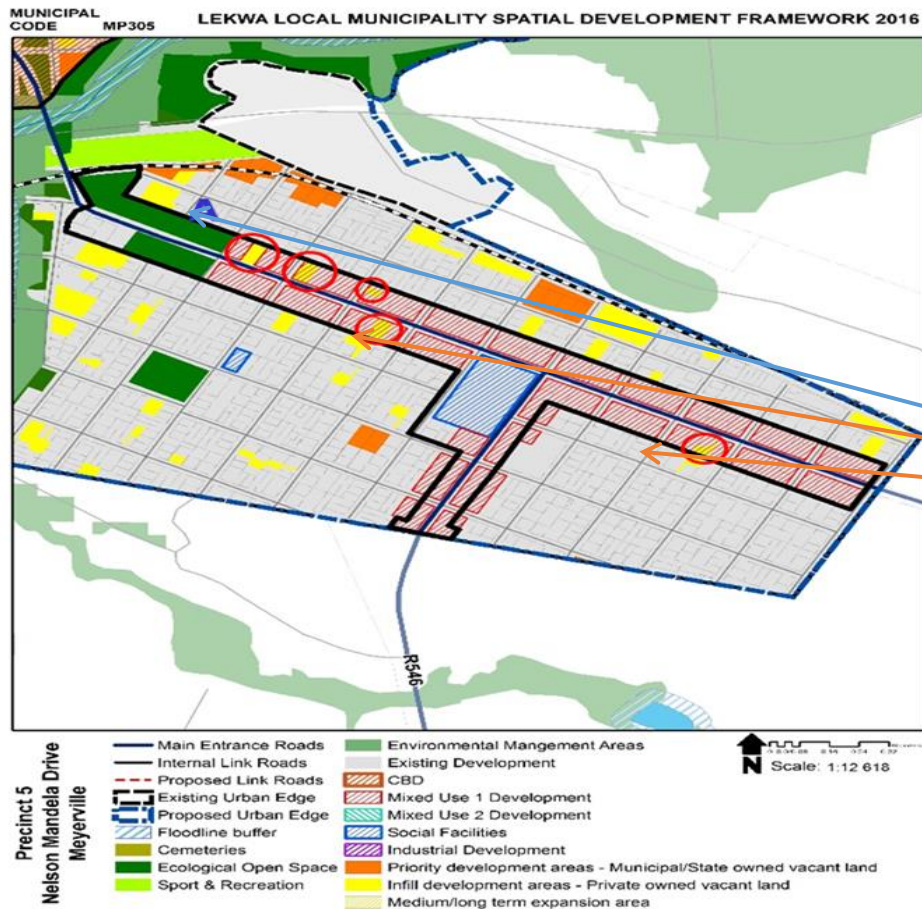 MUNICIPAL CODE MP305
LEKWA LOCAL MUNICIPALITY SPATIAL DEVELOPMENT FRAMEWORK 2016
R546
Precinct 5
Nelson Mandela Drive
Meyerville
Main Entrance Roads
Internal Link Roads
Proposed Link Roads
Existing Urban Edge
Proposed Urban Edge
Floodline buffer
Cemeteries
Ecological Open Space
Sport & Recreation
Environmental Mangement Areas
Existing Development
CBD
Mixed Use 1 Development
Mixed Use 2 Development
Social Facilities
Industrial Development
Priority development areas - Municipal/State owned vacant land
Infill development areas - Private owned vacant land
Medium/long term expansion area
N Scale: 1:12 618